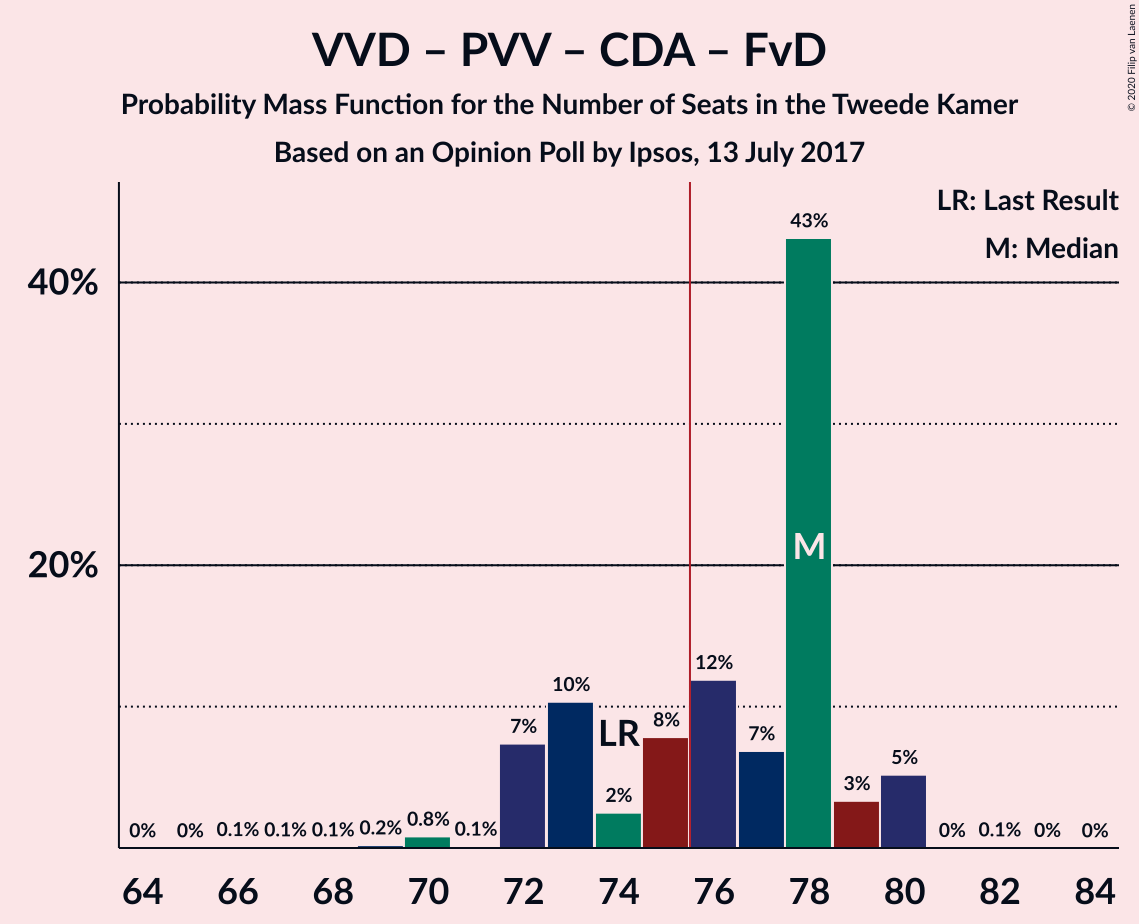 VVD – PVV – CDA – FvD
Probability Mass Function for the Number of Seats in the Tweede Kamer
Based on an Opinion Poll by Ipsos, 13 July 2017
© 2020 Filip van Laenen
LR: Last Result
M: Median
40%
20%
0% 0% 0.1% 0.1% 0.1% 0.2% 0.8% 0.1% 7% 10% 2% 8% 12% 7% 43% 3% 5% 0% 0.1% 0% 0%
LR
M
64 66 68 70 72 74 76 78 80 82 84